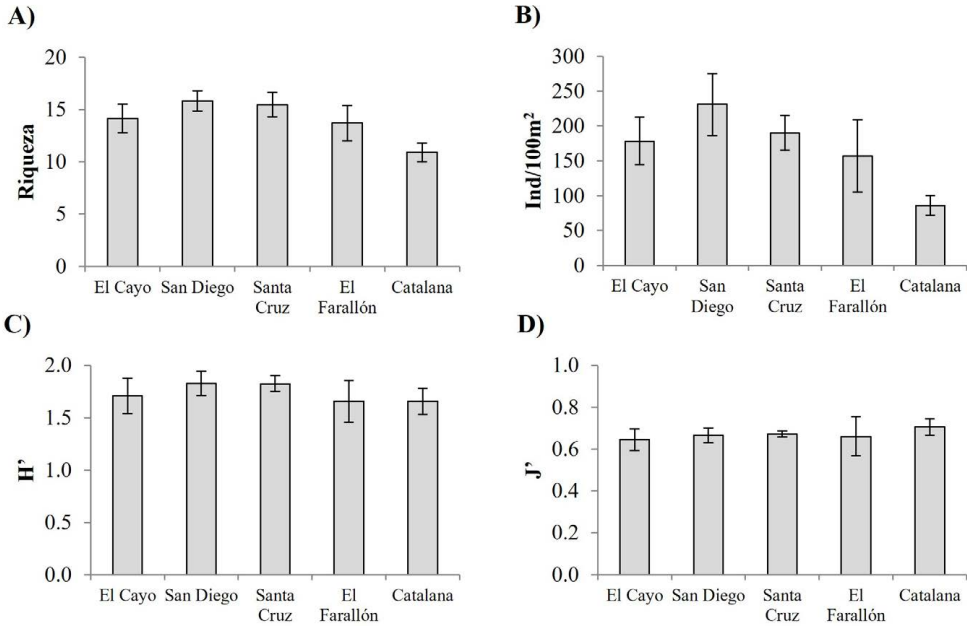 A)
Riqueza
20
15
10
5
0
El Cayo San Diego Santa Cruz El Farallón Catalana
B)
Ind/100m²
300
250
200
150
100
50
0
El Cayo San Diego Santa Cruz El Farallón Catalana
C)
H’
2.0
1.5
1.0
0.5
0.0
El Cayo San Diego Santa Cruz El Farallón Catalana
D)
J’
1.0
0.8
0.6
0.4
0.2
0.0
El Cayo San Diego Santa Cruz El Farallón Catalana